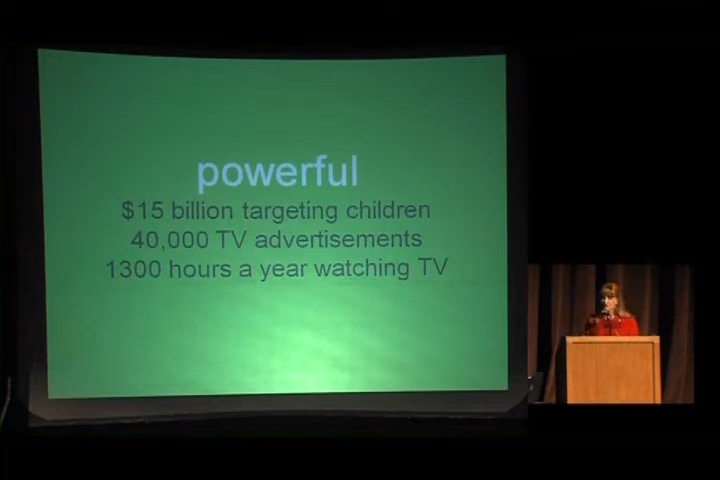 powerful
$15 billion targeting children
40,000 TV advertisements
1300 hours a year watching TV